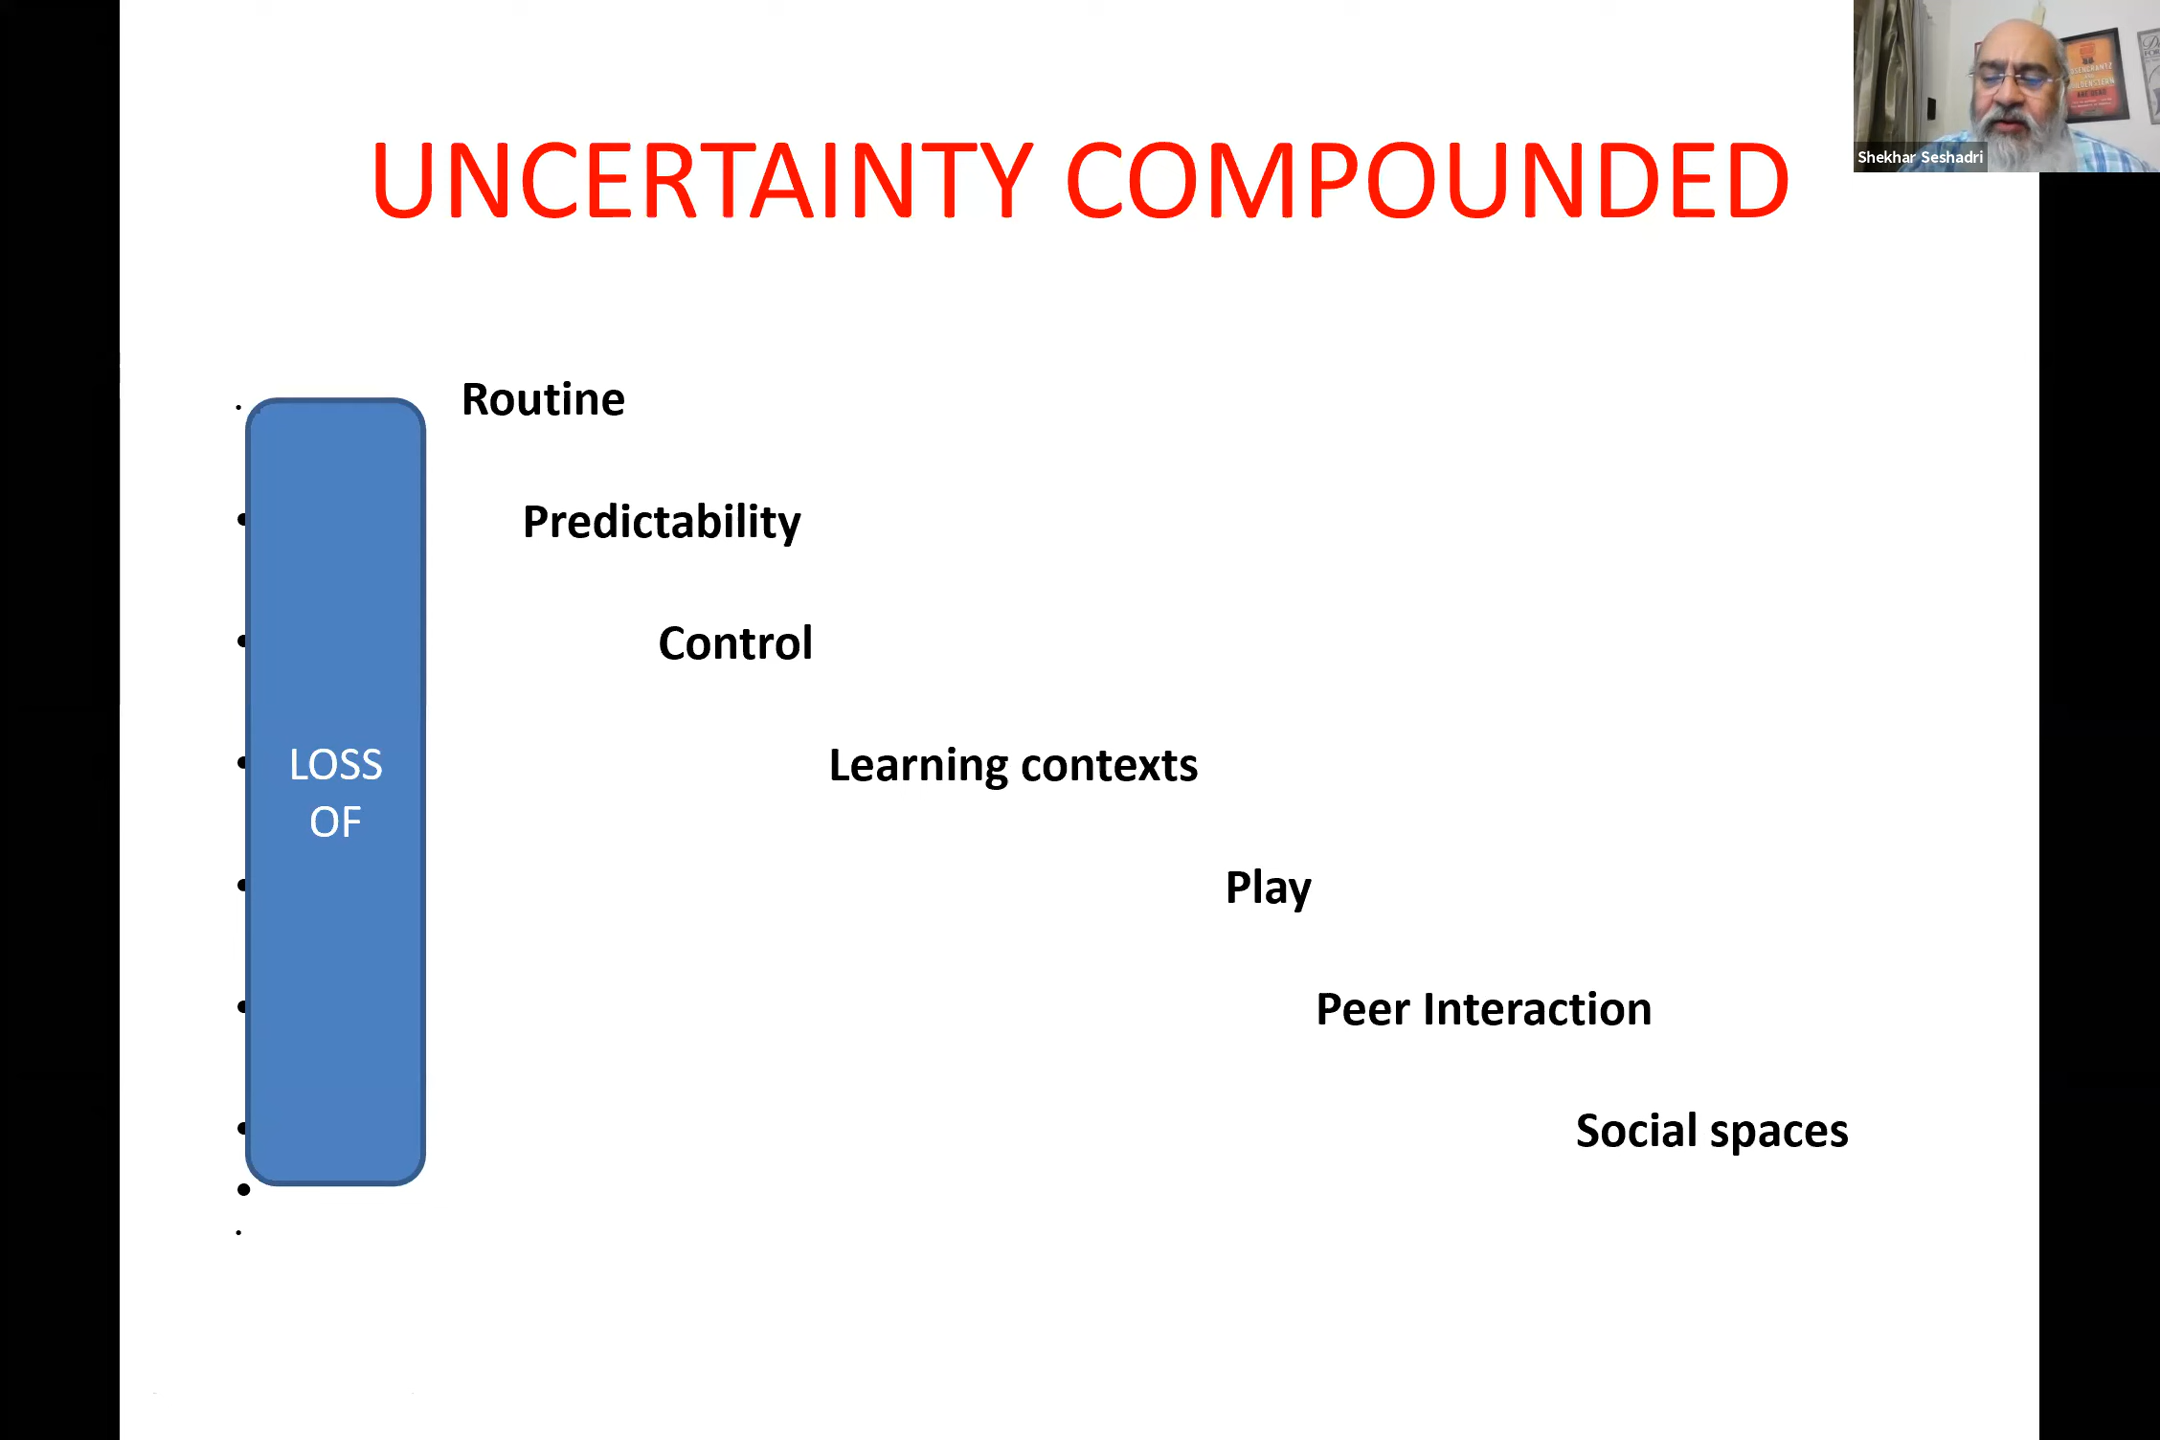 UNCERTAINTY COMPOUNDED
Shekhar Seshadri
Routine
Predictability
Control
LOSS
OF
Learning contexts
Play
Peer Interaction
Social spaces